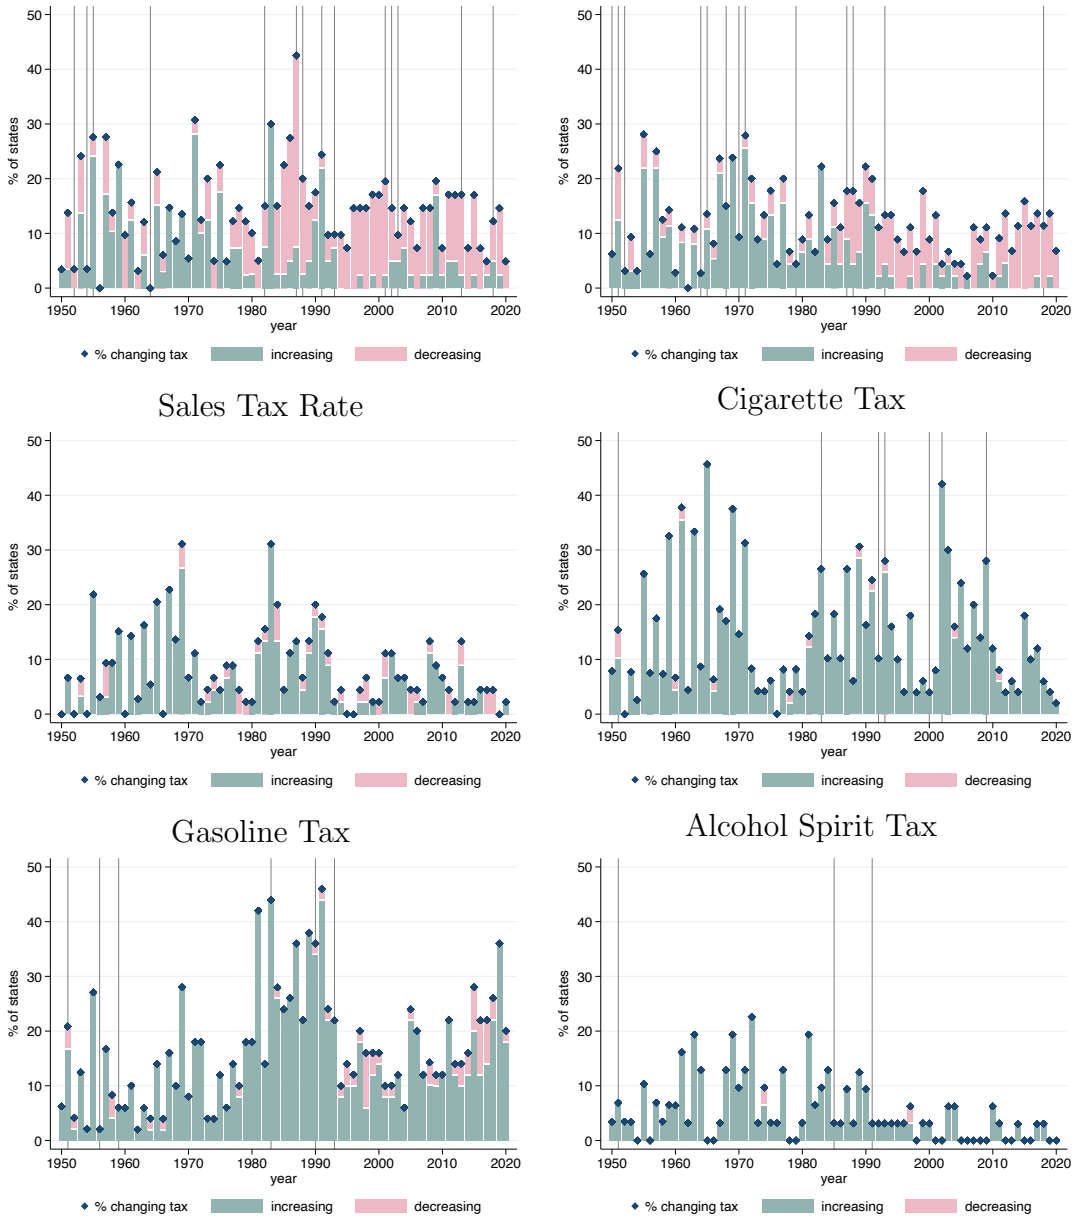 50
40
30
20
10
0
% of states
1950 1960 1970 1980 1990 2000 2010 2020
year
% changing tax increasing decreasing
50
40
30
20
10
0
% of states
1950 1960 1970 1980 1990 2000 2010 2020
year
% changing tax increasing decreasing
Sales Tax Rate
50
40
30
20
10
0
% of states
1950 1960 1970 1980 1990 2000 2010 2020
year
% changing tax increasing decreasing
Cigarette Tax
50
40
30
20
10
0
% of states
1950 1960 1970 1980 1990 2000 2010 2020
year
% changing tax increasing decreasing
Gasoline Tax
50
40
30
20
10
0
% of states
1950 1960 1970 1980 1990 2000 2010 2020
year
% changing tax increasing decreasing
Alcohol Spirit Tax
50
40
30
20
10
0
% of states
1950 1960 1970 1980 1990 2000 2010 2020
year
% changing tax increasing decreasing